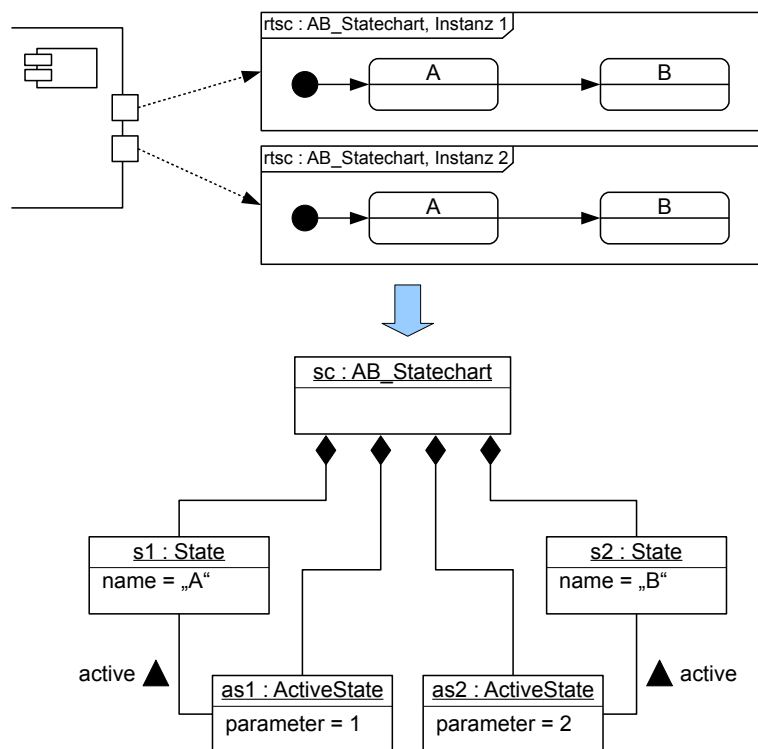 rtsc : AB_Statechart, Instanz 1
A
B
rtsc : AB_Statechart, Instanz 2
A
B
sc : AB_Statechart
s1 : State
name = „A“
s2 : State
name = „B“
active
active
as1 : ActiveState
parameter = 1
as2 : ActiveState
parameter = 2